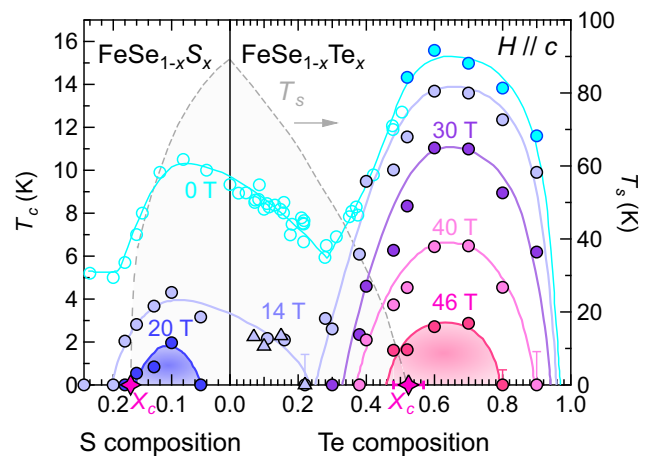 FeSe1-xSx
FeSe1-xTex
H // c
Ts
0 T
14 T
20 T
30 T
40 T
46 T
Xc
Xc
Tc (K)
16
14
12
10
8
6
4
2
0
Ts (K)
100
80
60
40
20
0
0.2
0.1
0.0
0.2
0.4
0.6
0.8
1.0
S composition
Te composition